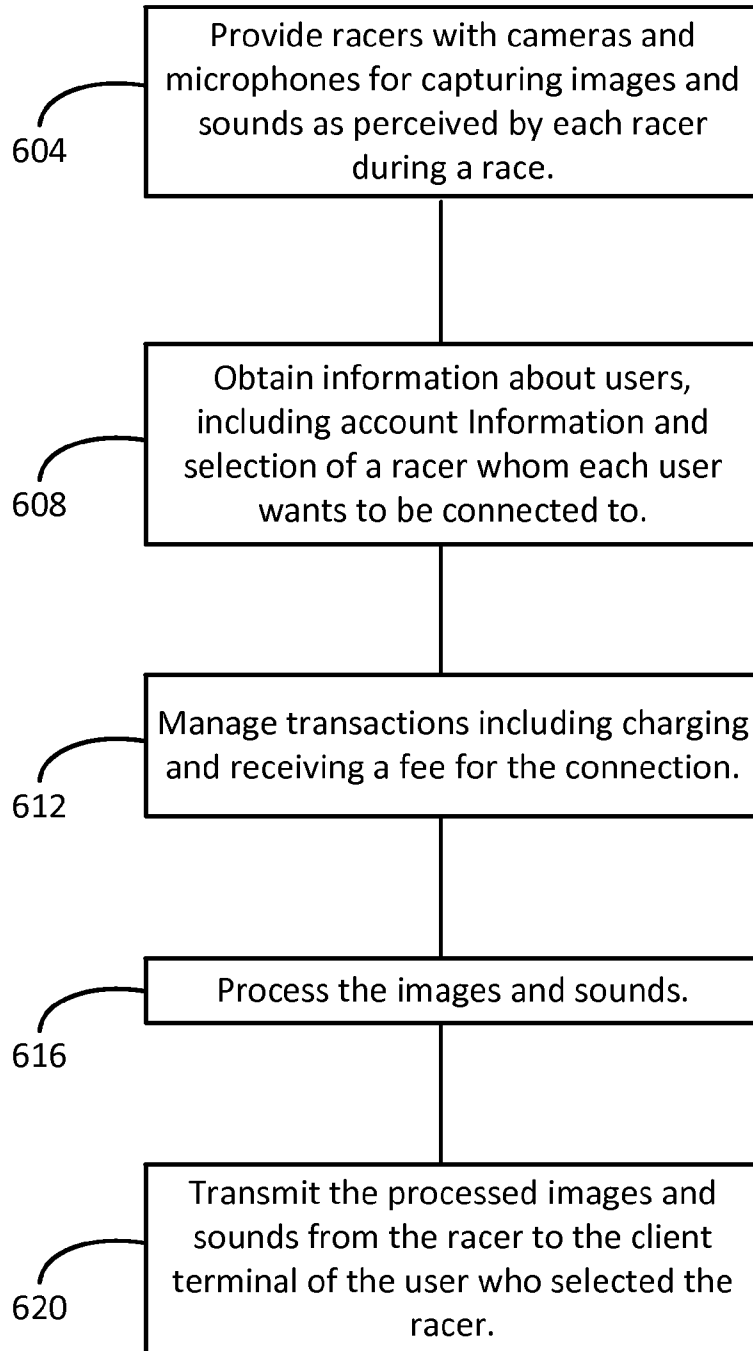 Provide racers with cameras and
microphones for capturing images and
sounds as perceived by each racer
during a race.
604
Obtain information about users,
including account Information and
selection of a racer whom each user
wants to be connected to.
608
Manage transactions including charging
and receiving a fee for the connection.
612
Process the images and sounds.
616
Transmit the processed images and
sounds from the racer to the client
terminal of the user who selected the
racer.
620